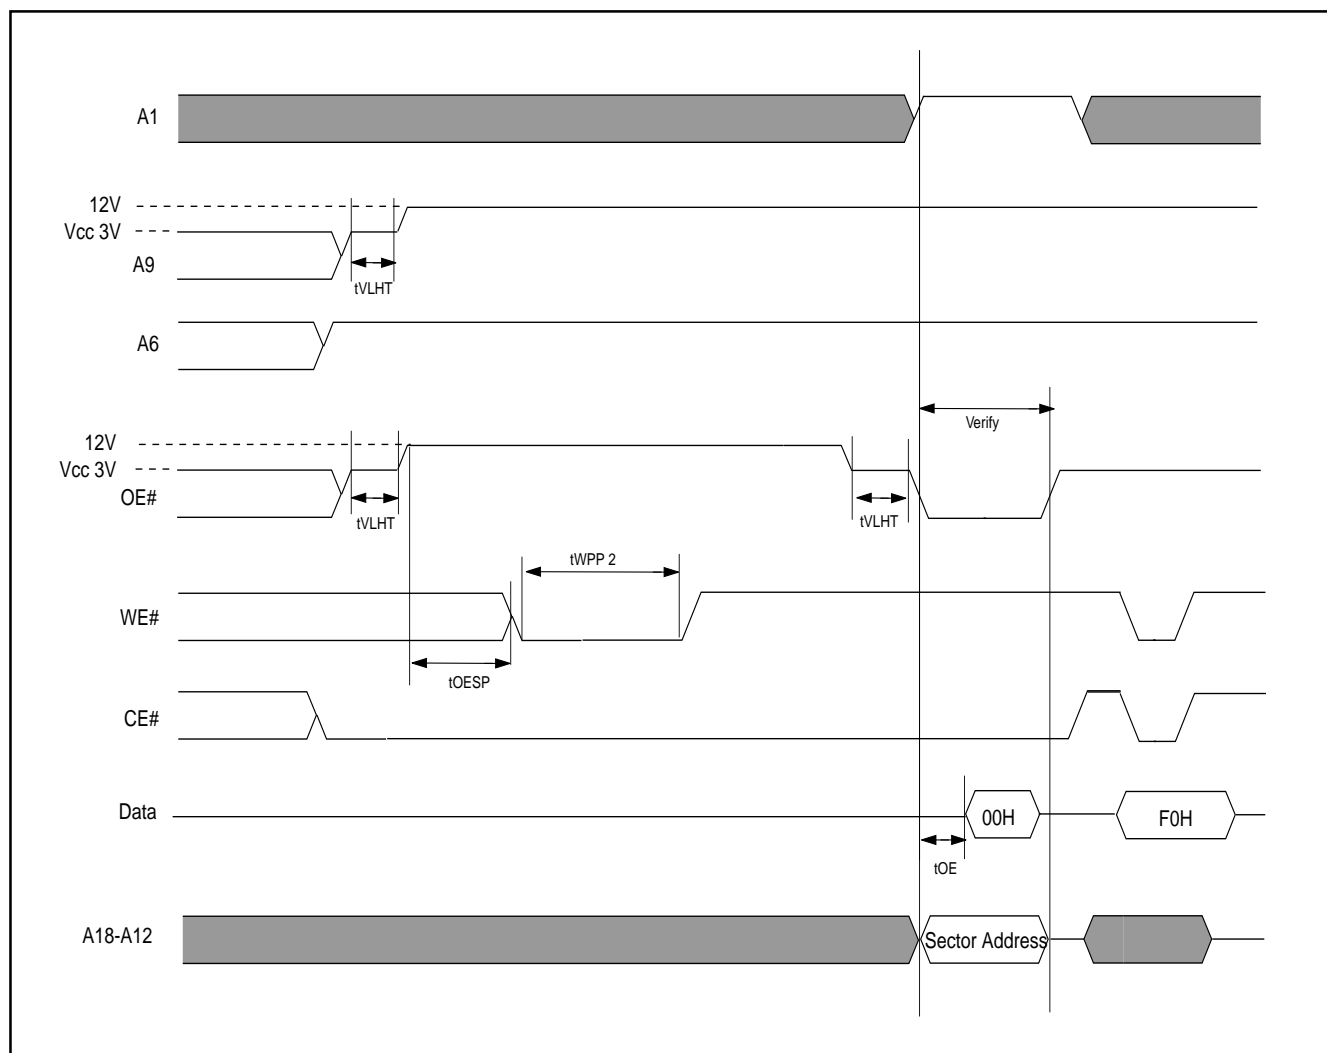 A1
12V
Vcc 3V
A9
tVLHT
A6
Verify
12V
Vcc 3V
OE#
tVLHT
tVLHT
tWPP 2
WE#
tOESP
CE#
Data
00H
F0H
tOE
A18-A12
Sector Address